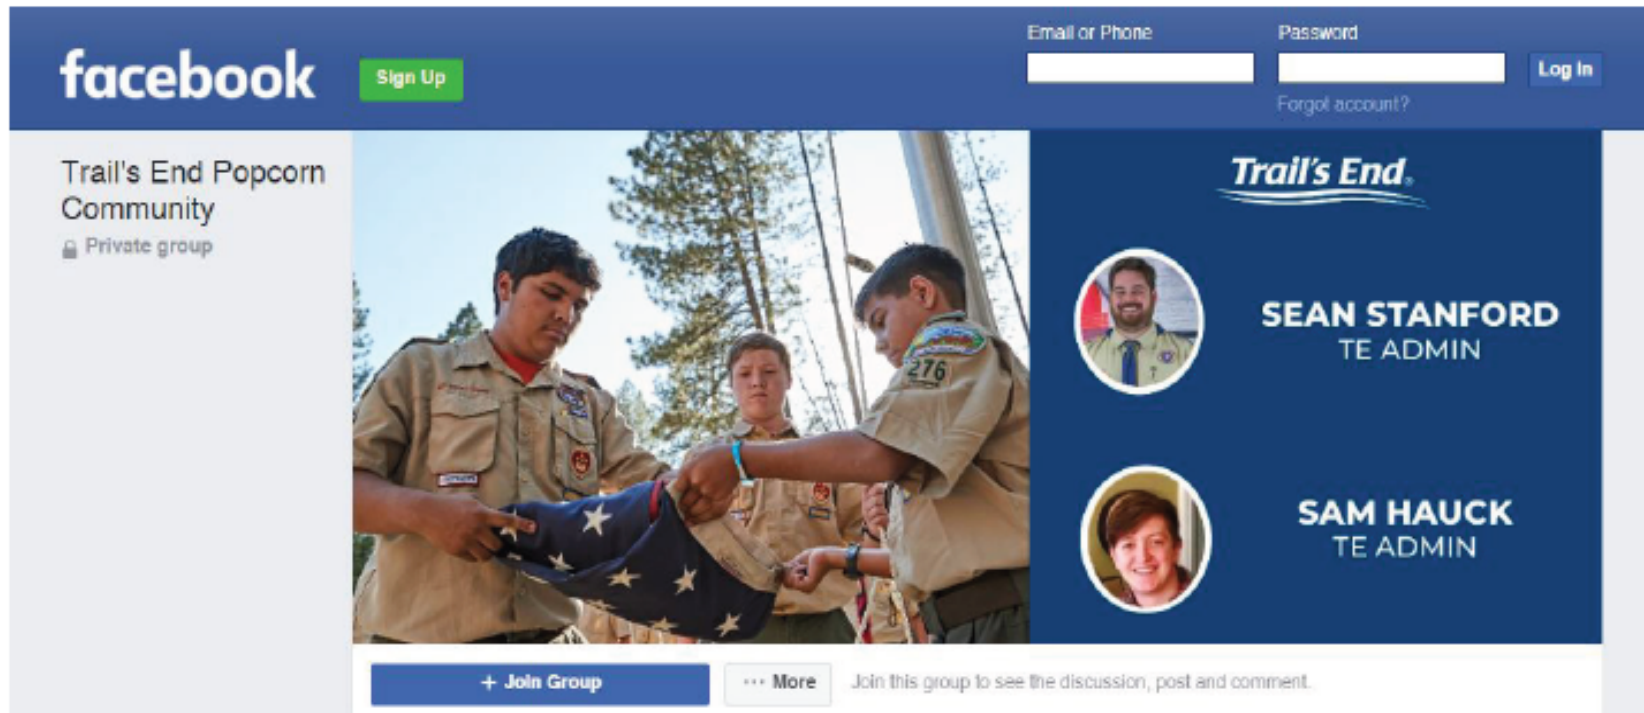 Email or Phone
Password
facebook
Sign Up
Log In
Forgot account?
Trail's End Popcorn
Community
Private group
Trail's End®
276
SEAN STANFORD
TE ADMIN
SAM HAUCK
TE ADMIN
+ Join Group
··· More
Join this group to see the discussion, post and comment.